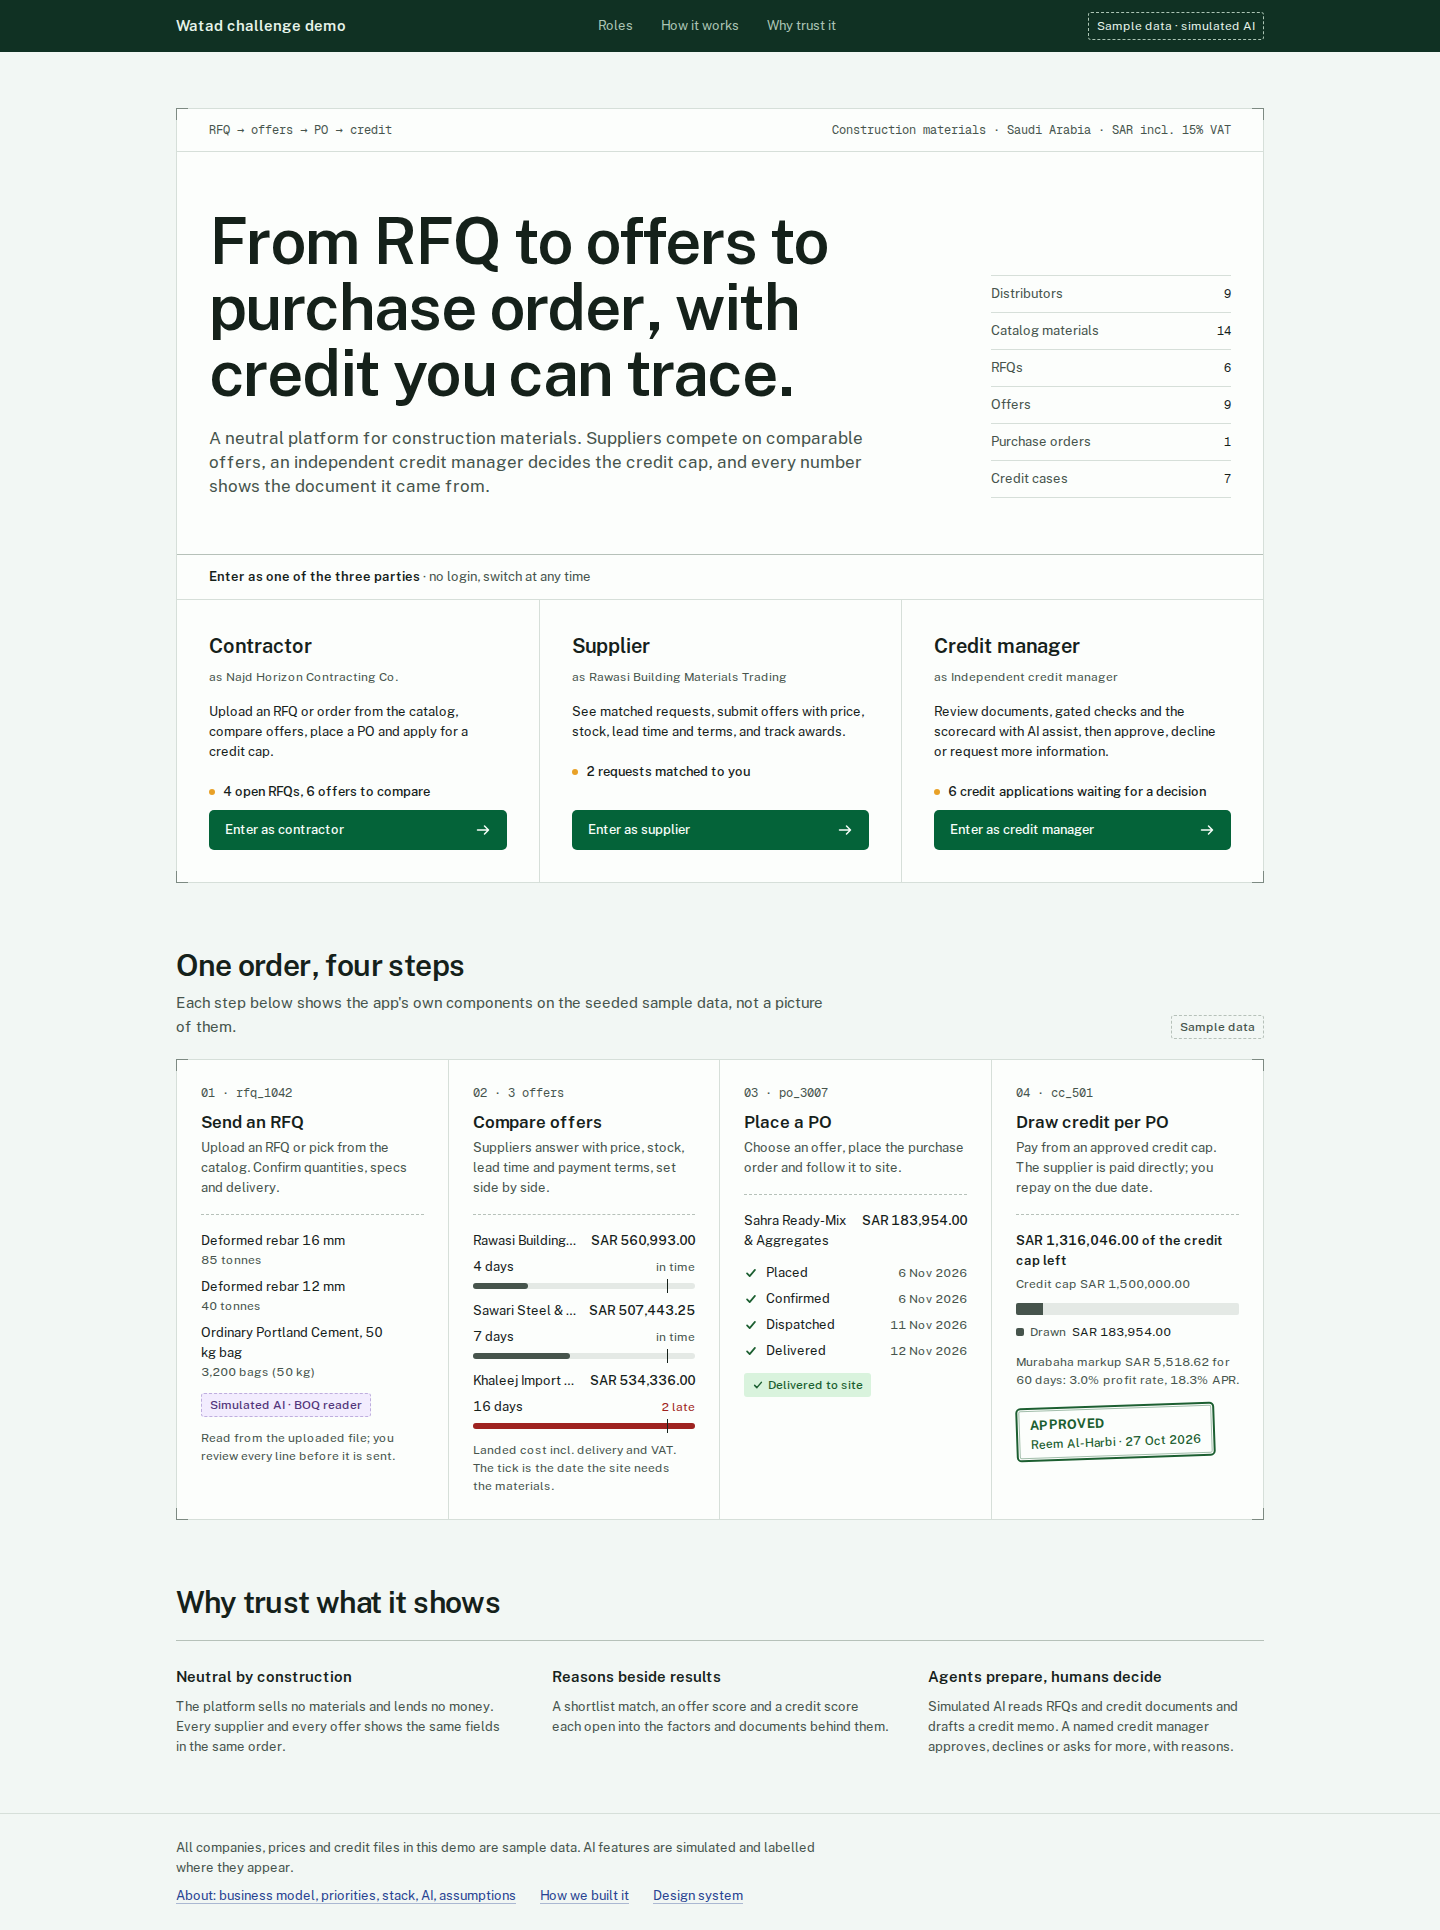 Watad challenge demo
Roles
How it works
Why trust it
Sample data · simulated AI
RFQ → offers → PO → credit
Construction materials · Saudi Arabia · SAR incl. 15% VAT
From RFQ to offers to
purchase order, with
credit you can trace.
A neutral platform for construction materials. Suppliers compete on comparable
offers, an independent credit manager decides the credit cap, and every number
shows the document it came from.
Distributors 9
Catalog materials 14
RFQs 6
Offers 9
Purchase orders 1
Credit cases 7
Enter as one of the three parties · no login, switch at any time
Contractor
as Najd Horizon Contracting Co.
Upload an RFQ or order from the catalog,
compare offers, place a PO and apply for a
credit cap.
4 open RFQs, 6 offers to compare
Enter as contractor →
Supplier
as Rawasi Building Materials Trading
See matched requests, submit offers with price,
stock, lead time and terms, and track awards.
2 requests matched to you
Enter as supplier →
Credit manager
as Independent credit manager
Review documents, gated checks and the
scorecard with AI assist, then approve, decline
or request more information.
6 credit applications waiting for a decision
Enter as credit manager →
One order, four steps
Each step below shows the app's own components on the seeded sample data, not a picture
of them.
Sample data
01 · rfq_1042
Send an RFQ
Upload an RFQ or pick from the
catalog. Confirm quantities, specs
and delivery.
Deformed rebar 16 mm
85 tonnes
Deformed rebar 12 mm
40 tonnes
Ordinary Portland Cement, 50
kg bag
3,200 bags (50 kg)
Simulated AI · BOQ reader
Read from the uploaded file; you
review every line before it is sent.
02 · 3 offers
Compare offers
Suppliers answer with price, stock,
lead time and payment terms, set
side by side.
Rawasi Building... SAR 560,993.00
4 days in time
Sawari Steel & ... SAR 507,443.25
7 days in time
Khaleej Import ... SAR 534,336.00
16 days 2 late
Landed cost incl. delivery and VAT.
The tick is the date the site needs
the materials.
03 · po_3007
Place a PO
Choose an offer, place the purchase
order and follow it to site.
Sahra Ready-Mix SAR 183,954.00
& Aggregates
Placed 6 Nov 2026
Confirmed 6 Nov 2026
Dispatched 11 Nov 2026
Delivered 12 Nov 2026
Delivered to site
04 · cc_501
Draw credit per PO
Pay from an approved credit cap.
The supplier is paid directly; you
repay on the due date.
SAR 1,316,046.00 of the credit
cap left
Credit cap SAR 1,500,000.00
Drawn SAR 183,954.00
Murabaha markup SAR 5,518.62 for
60 days: 3.0% profit rate, 18.3% APR.
APPROVED
Reem Al-Harbi · 27 Oct 2026
Why trust what it shows
Neutral by construction
The platform sells no materials and lends no money.
Every supplier and every offer shows the same fields
in the same order.
Reasons beside results
A shortlist match, an offer score and a credit score
each open into the factors and documents behind them.
Agents prepare, humans decide
Simulated AI reads RFQs and credit documents and
drafts a credit memo. A named credit manager
approves, declines or asks for more, with reasons.
All companies, prices and credit files in this demo are sample data. AI features are simulated and labelled
where they appear.
About: business model, priorities, stack, AI, assumptions
How we built it
Design system